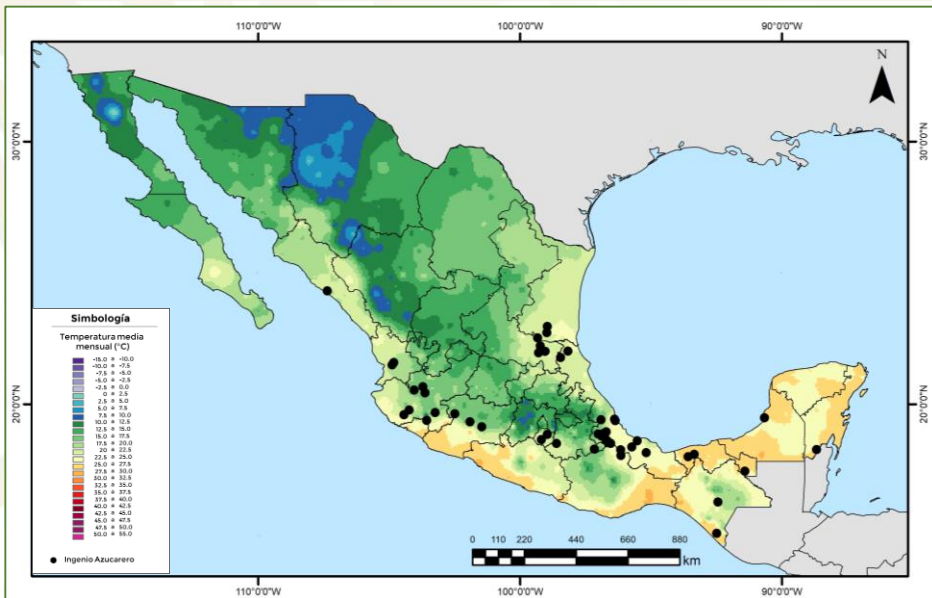 110°0'0"W 100°0'0"W 90°0'0"W
N
30°0'0"N 30°0'0"N
20°0'0"N 20°0'0"N
Simbología
Temperatura media
mensual (°C)
-15.0 a -10.0
-10.0 a -7.5
-7.5 a -5.0
-5.0 a -2.5
-2.5 a 0.0
0 a 2.5
2.5 a 5.0
5.0 a 7.5
7.5 a 10.0
10.0 a 12.5
12.5 a 15.0
15.0 a 17.5
17.5 a 20.0
20 a 22.5
22.5 a 25.0
25.0 a 27.5
27.5 a 30.0
30.0 a 32.5
32.5 a 35.0
35.0 a 37.5
37.5 a 40.0
40.0 a 42.5
42.5 a 45.0
45.0 a 47.5
47.5 a 50.0
50.0 a 55.0
Ingenio Azucarero
0 110 220 440 660 880
km
110°0'0"W 100°0'0"W 90°0'0"W